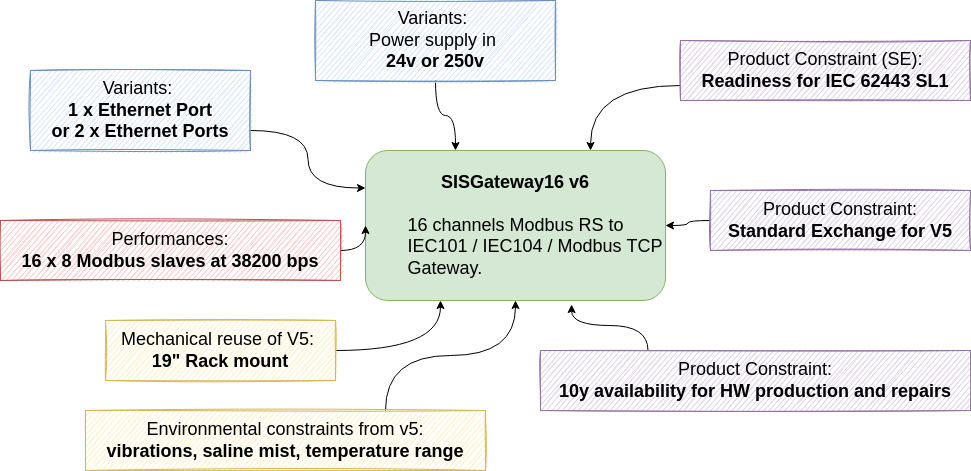 Variants:
Power supply in
24v or 250v
Product Constraint (SE):
Readiness for IEC 62443 SL1
Variants:
1 x Ethernet Port
or 2 x Ethernet Ports
SISGateway16 v6
16 channels Modbus RS to
IEC101 / IEC104 / Modbus TCP
Gateway.
Product Constraint:
Standard Exchange for V5
Performances:
16 x 8 Modbus slaves at 38200 bps
Mechanical reuse of V5:
19" Rack mount
Product Constraint:
10y availability for HW production and repairs
Environmental constraints from v5:
vibrations, saline mist, temperature range